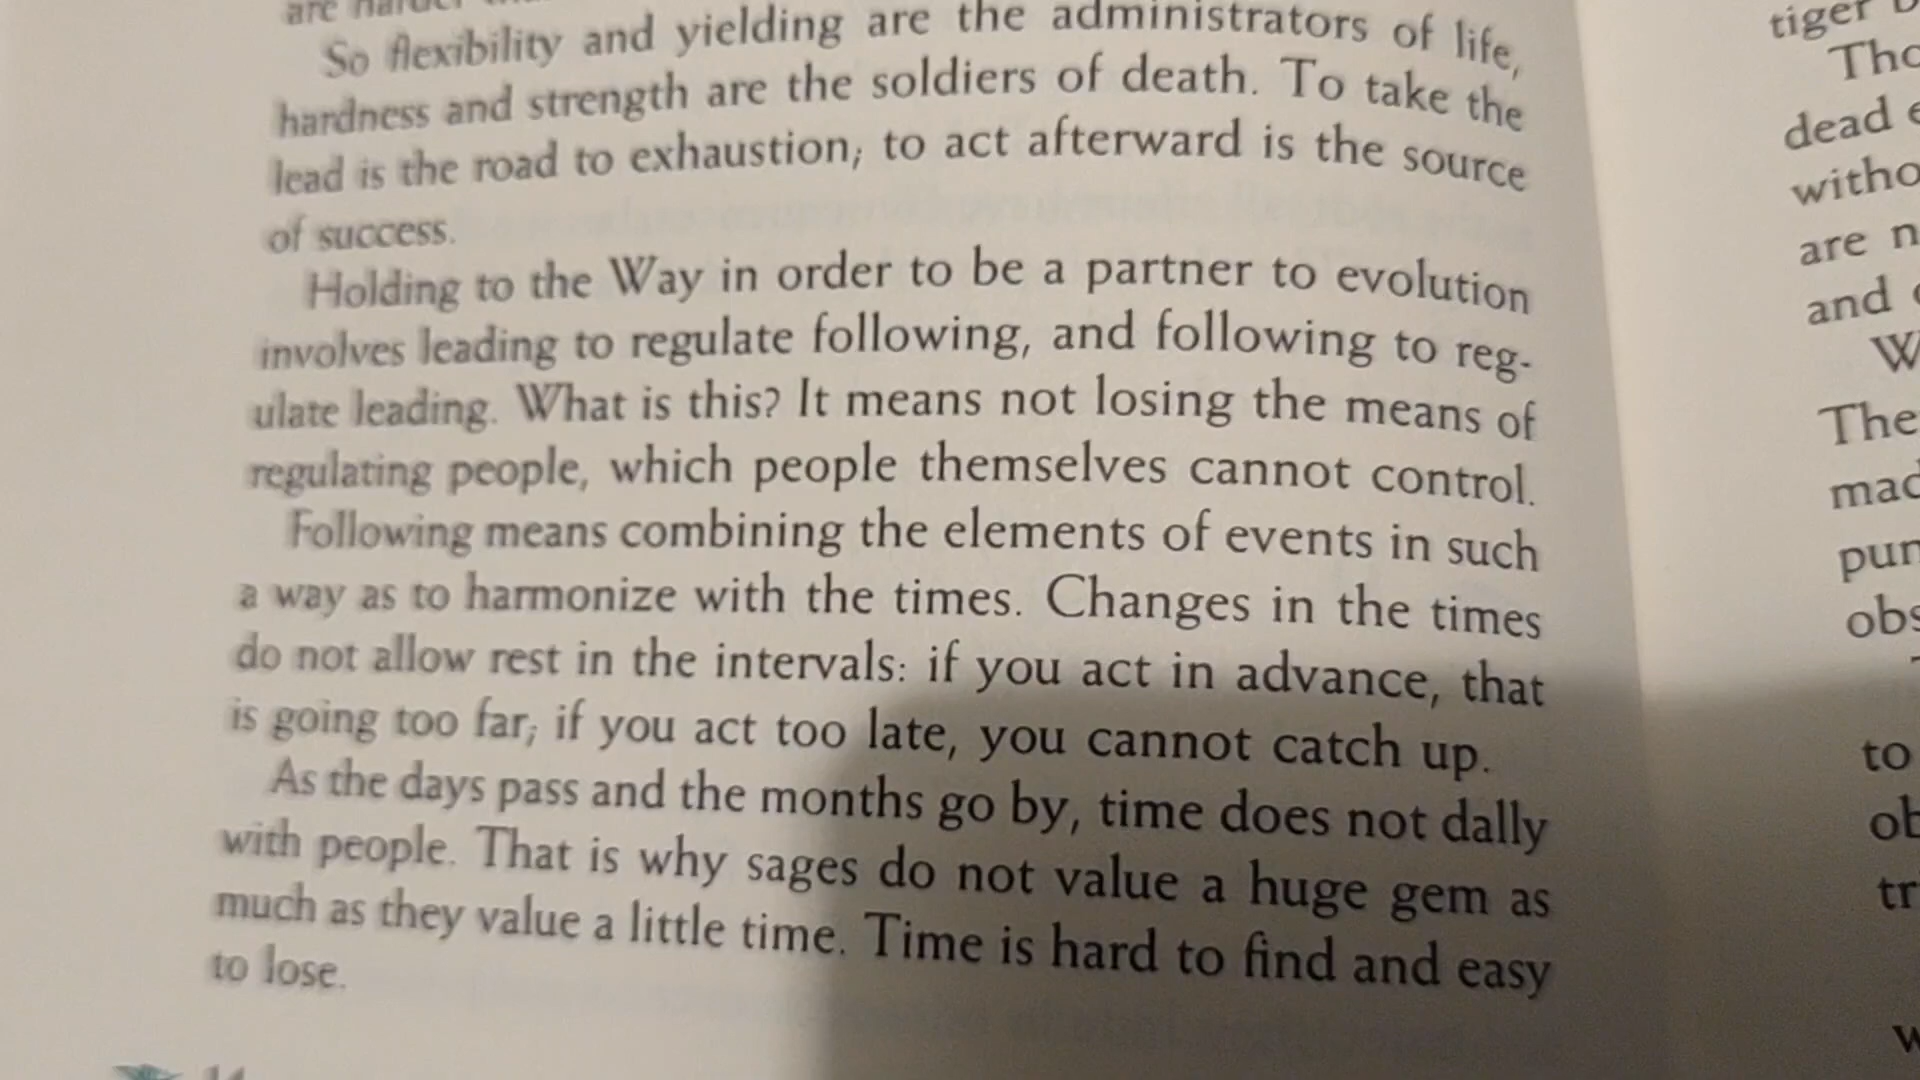 are harder
So flexibility and yielding are the administrators of life,
hardness and strength are the soldiers of death. To take the
lead is the road to exhaustion; to act afterward is the source
of success.
Holding to the Way in order to be a partner to evolution
involves leading to regulate following, and following to reg-
ulate leading. What is this? It means not losing the means of
regulating people, which people themselves cannot control.
Following means combining the elements of events in such
a way as to harmonize with the times. Changes in the times
do not allow rest in the intervals: if you act in advance, that
is going too far; if you act too late, you cannot catch up.
As the days pass and the months go by, time does not dally
with people. That is why sages do not value a huge gem as
much as they value a little time. Time is hard to find and easy
to lose.
tiger
dead
are
and
The
to